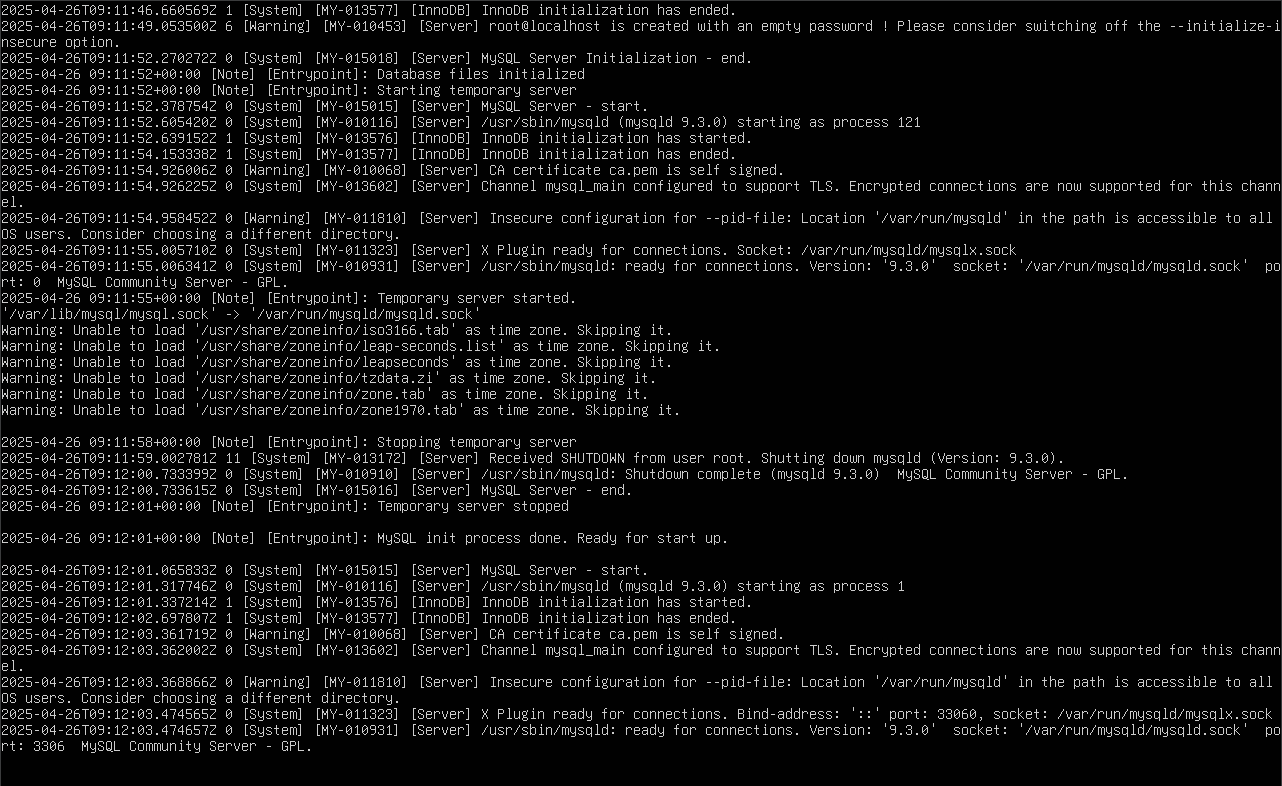 2025-04-26T09:11:46.660569Z 1 [System] [MY-013577] [InnoDB] InnoDB initialization has ended.
2025-04-26T09:11:49.053500Z 6 [Warning] [MY-010453] [Server] root@localhost is created with an empty password ! Please consider switching off the --initialize-i
nsecure option.
2025-04-26T09:11:52.270272Z 0 [System] [MY-015018] [Server] MySQL Server Initialization - end.
2025-04-26 09:11:52+00:00 [Note] [Entrypoint]: Database files initialized
2025-04-26 09:11:52+00:00 [Note] [Entrypoint]: Starting temporary server
2025-04-26T09:11:52.378754Z 0 [System] [MY-015015] [Server] MySQL Server - start.
2025-04-26T09:11:52.605420Z 0 [System] [MY-010116] [Server] /usr/sbin/mysqld (mysqld 9.3.0) starting as process 121
2025-04-26T09:11:52.639152Z 1 [System] [MY-013576] [InnoDB] InnoDB initialization has started.
2025-04-26T09:11:54.153338Z 1 [System] [MY-013577] [InnoDB] InnoDB initialization has ended.
2025-04-26T09:11:54.926006Z 0 [Warning] [MY-010068] [Server] CA certificate ca.pem is self signed.
2025-04-26T09:11:54.926225Z 0 [System] [MY-013602] [Server] Channel mysql_main configured to support TLS. Encrypted connections are now supported for this chann
el.
2025-04-26T09:11:54.958452Z 0 [Warning] [MY-011810] [Server] Insecure configuration for --pid-file: Location '/var/run/mysqld' in the path is accessible to all
OS users. Consider choosing a different directory.
2025-04-26T09:11:55.005710Z 0 [System] [MY-011323] [Server] X Plugin ready for connections. Socket: /var/run/mysqld/mysqlx.sock
2025-04-26T09:11:55.006341Z 0 [System] [MY-010931] [Server] /usr/sbin/mysqld: ready for connections. Version: '9.3.0'  socket: '/var/run/mysqld/mysqld.sock'  po
rt: 0  MySQL Community Server - GPL.
2025-04-26 09:11:55+00:00 [Note] [Entrypoint]: Temporary server started.
'/var/lib/mysql/mysql.sock' -> '/var/run/mysqld/mysqld.sock'
Warning: Unable to load '/usr/share/zoneinfo/iso3166.tab' as time zone. Skipping it.
Warning: Unable to load '/usr/share/zoneinfo/leap-seconds.list' as time zone. Skipping it.
Warning: Unable to load '/usr/share/zoneinfo/leapseconds' as time zone. Skipping it.
Warning: Unable to load '/usr/share/zoneinfo/tzdata.zi' as time zone. Skipping it.
Warning: Unable to load '/usr/share/zoneinfo/zone.tab' as time zone. Skipping it.
Warning: Unable to load '/usr/share/zoneinfo/zone1970.tab' as time zone. Skipping it.
2025-04-26 09:11:58+00:00 [Note] [Entrypoint]: Stopping temporary server
2025-04-26T09:11:59.002781Z 11 [System] [MY-013172] [Server] Received SHUTDOWN from user root. Shutting down mysqld (Version: 9.3.0).
2025-04-26T09:12:00.733399Z 0 [System] [MY-010910] [Server] /usr/sbin/mysqld: Shutdown complete (mysqld 9.3.0)  MySQL Community Server - GPL.
2025-04-26T09:12:00.733615Z 0 [System] [MY-015016] [Server] MySQL Server - end.
2025-04-26 09:12:01+00:00 [Note] [Entrypoint]: Temporary server stopped
2025-04-26 09:12:01+00:00 [Note] [Entrypoint]: MySQL init process done. Ready for start up.
2025-04-26T09:12:01.065833Z 0 [System] [MY-015015] [Server] MySQL Server - start.
2025-04-26T09:12:01.317746Z 0 [System] [MY-010116] [Server] /usr/sbin/mysqld (mysqld 9.3.0) starting as process 1
2025-04-26T09:12:01.337214Z 1 [System] [MY-013576] [InnoDB] InnoDB initialization has started.
2025-04-26T09:12:02.697807Z 1 [System] [MY-013577] [InnoDB] InnoDB initialization has ended.
2025-04-26T09:12:03.361719Z 0 [Warning] [MY-010068] [Server] CA certificate ca.pem is self signed.
2025-04-26T09:12:03.362002Z 0 [System] [MY-013602] [Server] Channel mysql_main configured to support TLS. Encrypted connections are now supported for this chann
el.
2025-04-26T09:12:03.368866Z 0 [Warning] [MY-011810] [Server] Insecure configuration for --pid-file: Location '/var/run/mysqld' in the path is accessible to all
OS users. Consider choosing a different directory.
2025-04-26T09:12:03.474565Z 0 [System] [MY-011323] [Server] X Plugin ready for connections. Bind-address: '::' port: 33060, socket: /var/run/mysqld/mysqlx.sock
2025-04-26T09:12:03.474657Z 0 [System] [MY-010931] [Server] /usr/sbin/mysqld: ready for connections. Version: '9.3.0'  socket: '/var/run/mysqld/mysqld.sock'  po
rt: 3306  MySQL Community Server - GPL.